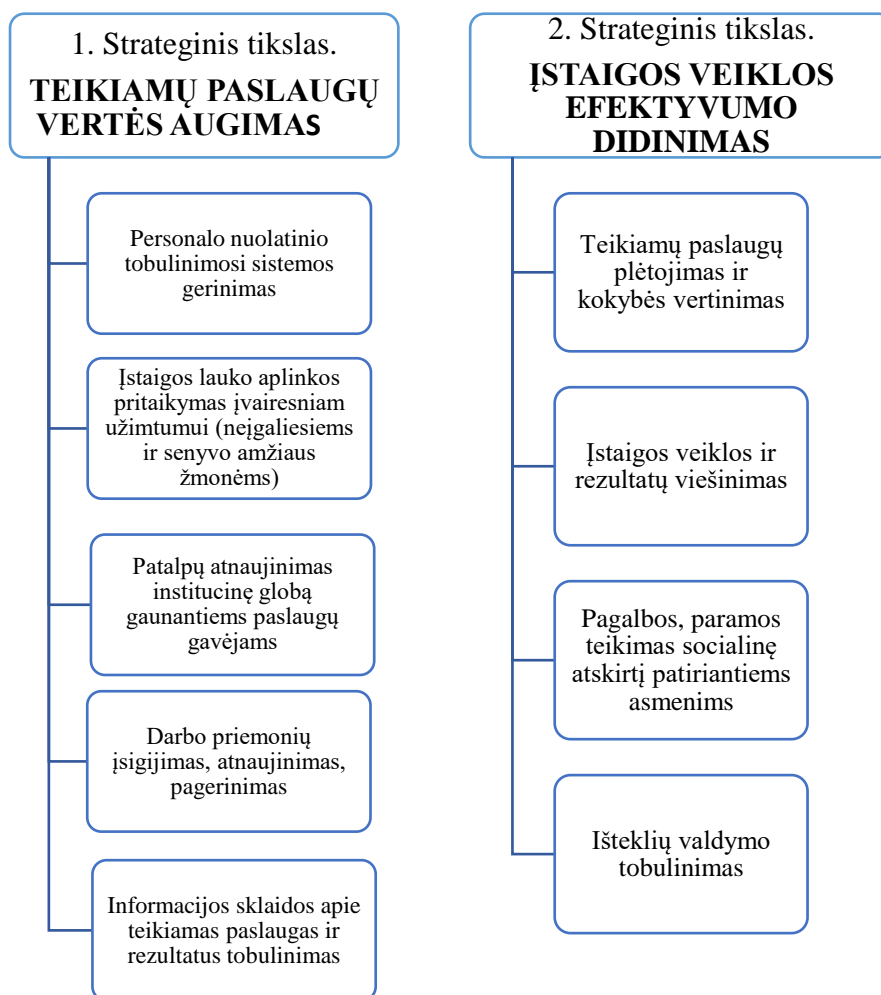 1. Strateginis tikslas.
TEIKIAMŲ PASLAUGŲ
VERTĖS AUGIMAS
Personalo nuolatinio
tobulinimosi sistemos
gerinimas
Įstaigos lauko aplinkos
pritaikymas įvairesniam
užimtumui (neįgaliesiems
ir senyvo amžiaus
žmonėms)
Patalpų atnaujinimas
institucinę globą
gaunantiems paslaugų
gavėjams
Darbo priemonių
įsigijimas, atnaujinimas,
pagerinimas
Informacijos sklaidos apie
teikiamas paslaugas ir
rezultatus tobulinimas
2. Strateginis tikslas.
ĮSTAIGOS VEIKLOS
EFEKTYVUMO
DIDINIMAS
Teikiamų paslaugų
plėtojimas ir
kokybės vertinimas
Įstaigos veiklos ir
rezultatų viešinimas
Pagalbos, paramos
teikimas socialinę
atskirtį patiriantiems
asmenims
Išteklių valdymo
tobulinimas